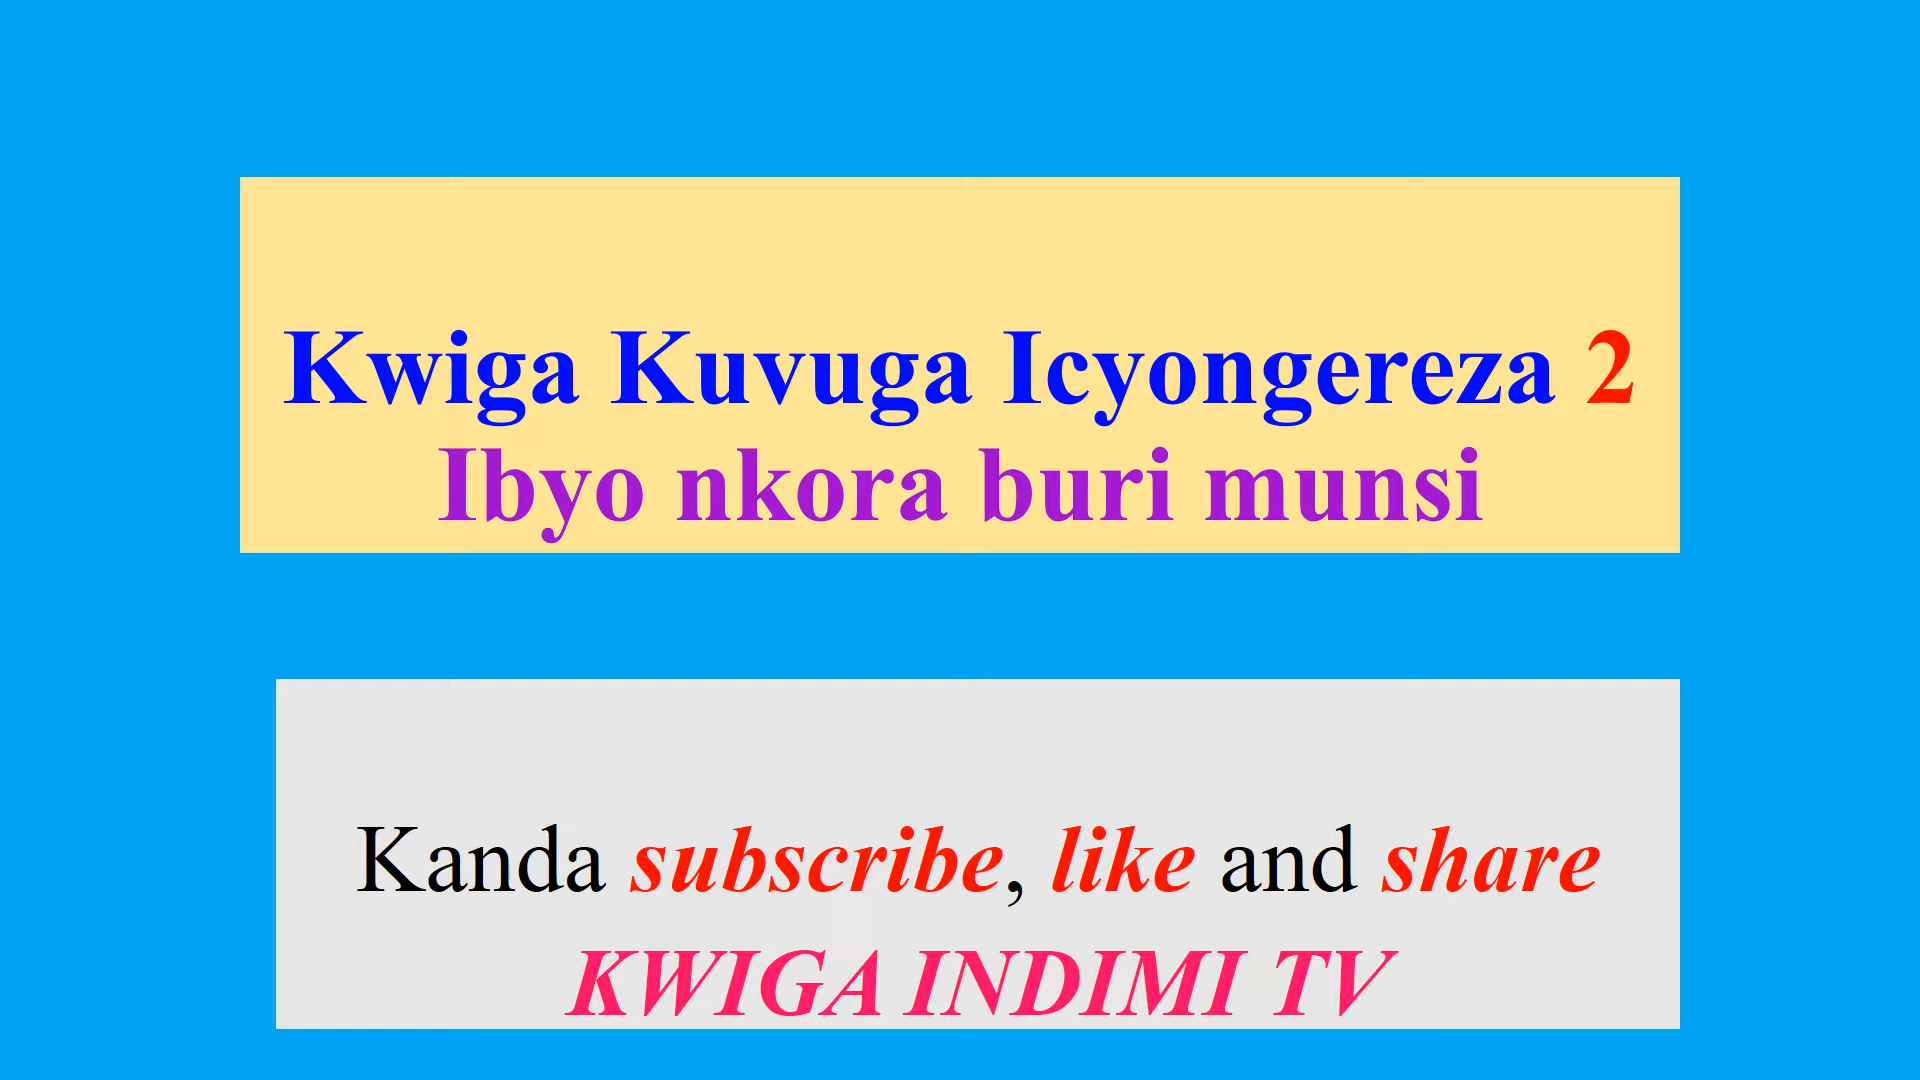 Kwiga Kuvuga Icyongereza 2
Ibyo nkora buri munsi
Kanda subscribe, like and share
KWIGA INDIMI TV